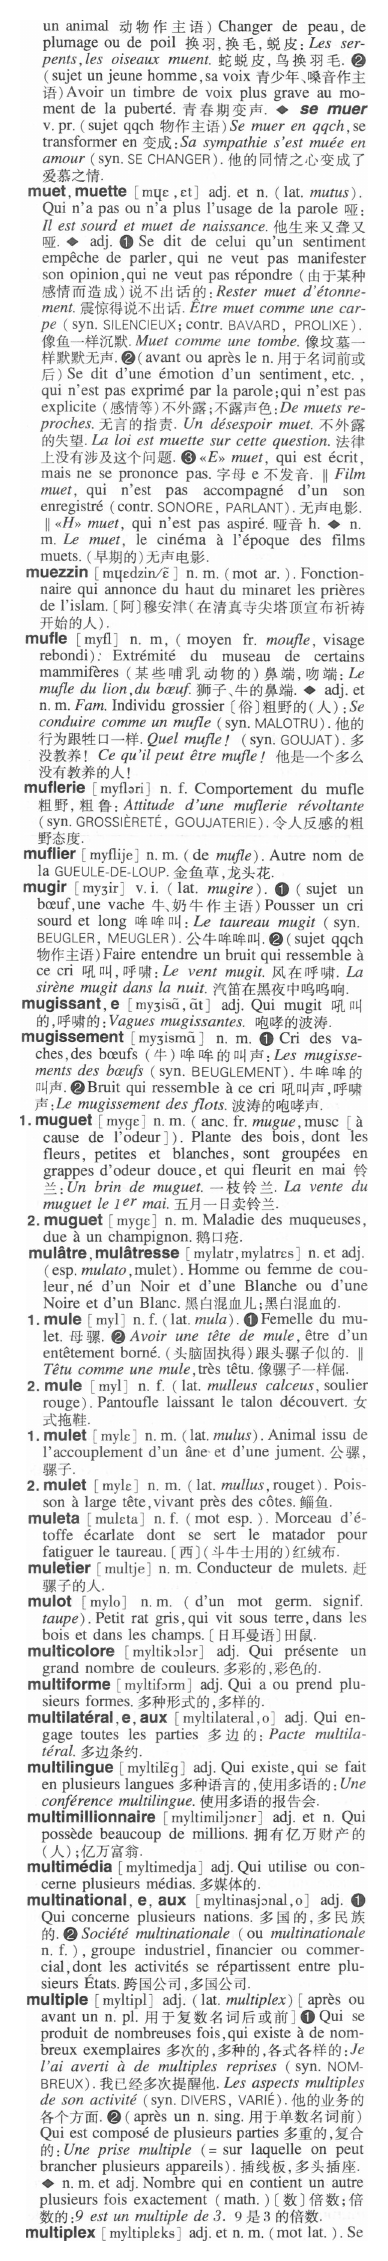 un animal 动物作主语) Changer de peau, de
plumage ou de poil 换羽,换毛,蜕皮: Les ser-
pents, les oiseaux muent. 蛇蜕皮,鸟换羽毛. ❷
(sujet un jeune homme, sa voix 青少年、嗓音作主
语) Avoir un timbre de voix plus grave au mo-
ment de la puberté. 青春期变声. ◆ se muer
v. pr. (sujet qqch 物作主语) Se muer en qqch, se
transformer en 变成: Sa sympathie s'est muée en
amour (syn. SE CHANGER). 他的同情之心变成了
爱慕之情.
muet, muette [mɥɛ, ɛt] adj. et n. (lat. mutus).
Qui n'a pas ou n'a plus l'usage de la parole 哑:
Il est sourd et muet de naissance. 他生来又聋又
哑. ◆ adj. ❶ Se dit de celui qu'un sentiment
empêche de parler, qui ne veut pas manifester
son opinion, qui ne veut pas répondre (由于某种
感情而造成)说不出话的: Rester muet d'étonne-
ment. 震惊得说不出话. Être muet comme une car-
pe (syn. SILENCIEUX; contr. BAVARD, PROLIXE).
像鱼一样沉默. Muet comme une tombe. 像坟墓一
样默默无声. ❷ (avant ou après le n. 用于名词前或
后) Se dit d'une émotion d'un sentiment, etc.,
qui n'est pas exprimé par la parole; qui n'est pas
explicite (感情等)不外露;不露声色: De muets re-
proches. 无言的指责. Un désespoir muet. 不外露
的失望. La loi est muette sur cette question. 法律
上没有涉及这个问题. ❸ «E» muet, qui est écrit,
mais ne se prononce pas. 字母 e 不发音. ‖ Film
muet, qui n'est pas accompagné d'un son
enregistré (contr. SONORE, PARLANT). 无声电影.
‖ «H» muet, qui n'est pas aspiré. 哑音 h. ◆ n.
m. Le muet, le cinéma à l'époque des films
muets. (早期的)无声电影.
muezzin [mɥɛdzin/ɛ̃] n. m. (mot ar.). Fonction-
naire qui annonce du haut du minaret les prières
de l'islam. [阿]穆安津(在清真寺尖塔顶宣布祈祷
开始的人).
mufle [myfl] n. m, (moyen fr. moufle, visage
rebondi): Extrémité du museau de certains
mammifères (某些哺乳动物的)鼻端,吻端: Le
mufle du lion, du bœuf. 狮子、牛的鼻端. ◆ adj. et
n. m. Fam. Individu grossier [俗]粗野的(人): Se
conduire comme un mufle (syn. MALOTRU). 他的
行为跟牲口一样. Quel mufle! (syn. GOUJAT). 多
没教养! Ce qu'il peut être mufle! 他是一个多么
没有教养的人!
muflerie [myfləri] n. f. Comportement du mufle
粗野,粗鲁: Attitude d'une muflerie révoltante
(syn. GROSSIÈRETÉ, GOUJATERIE). 令人反感的粗
野态度.
muflier [myflije] n. m. (de mufle). Autre nom de
la GUEULE-DE-LOUP. 金鱼草,龙头花.
mugir [myʒir] v. i. (lat. mugire). ❶ (sujet un
bœuf, une vache 牛、奶牛作主语) Pousser un cri
sourd et long 哞哞叫: Le taureau mugit (syn.
BEUGLER, MEUGLER). 公牛哞哞叫. ❷ (sujet qqch
物作主语) Faire entendre un bruit qui ressemble à
ce cri 吼叫,呼啸: Le vent mugit. 风在呼啸. La
sirène mugit dans la nuit. 汽笛在黑夜中呜呜响.
mugissant, e [myʒisɑ̃, ɑ̃t] adj. Qui mugit 吼叫
的,呼啸的: Vagues mugissantes. 咆哮的波涛.
mugissement [myʒismɑ̃] n. m. ❶ Cri des va-
ches, des bœufs (牛)哞哞的叫声: Les mugisse-
ments des bœufs (syn. BEUGLEMENT). 牛哞哞的
叫声. ❷ Bruit qui ressemble à ce cri 吼叫声,呼啸
声: Le mugissement des flots. 波涛的咆哮声.
1. muguet [mygɛ] n. m. (anc. fr. mugue, musc [à
cause de l'odeur]). Plante des bois, dont les
fleurs, petites et blanches, sont groupées en
grappes d'odeur douce, et qui fleurit en mai 铃
兰: Un brin de muguet. 一枝铃兰. La vente du
muguet le 1er mai. 五月一日卖铃兰.
2. muguet [mygɛ] n. m. Maladie des muqueuses,
due à un champignon. 鹅口疮.
mulâtre, mulâtresse [mylatr, mylatrɛs] n. et adj.
(esp. mulato, mulet). Homme ou femme de cou-
leur, né d'un Noir et d'une Blanche ou d'une
Noire et d'un Blanc. 黑白混血儿;黑白混血的.
1. mule [myl] n. f. (lat. mula). ❶ Femelle du mu-
let. 母骡. ❷ Avoir une tête de mule, être d'un
entêtement borné. (头脑固执得)跟头骡子似的. ‖
Têtu comme une mule, très têtu. 像骡子一样倔.
2. mule [myl] n. f. (lat. mulleus calceus, soulier
rouge). Pantoufle laissant le talon découvert. 女
式拖鞋.
1. mulet [mylɛ] n. m. (lat. mulus). Animal issu de
l'accouplement d'un âne et d'une jument. 公骡,
骡子.
2. mulet [mylɛ] n. m. (lat. mullus, rouget). Pois-
son à large tête, vivant près des côtes. 鲻鱼.
muleta [mulɛta] n. f. (mot esp.). Morceau d'é-
toffe écarlate dont se sert le matador pour
fatiguer le taureau. [西](斗牛士用的)红绒布.
muletier [multje] n. m. Conducteur de mulets. 赶
骡子的人.
mulot [mylo] n. m. (d'un mot germ. signif.
taupe). Petit rat gris, qui vit sous terre, dans les
bois et dans les champs. [日耳曼语]田鼠.
multicolore [myltikɔlɔr] adj. Qui présente un
grand nombre de couleurs. 多彩的,彩色的.
multiforme [myltifɔrm] adj. Qui a ou prend plu-
sieurs formes. 多种形式的,多样的.
multilatéral, e, aux [myltilateral, o] adj. Qui en-
gage toutes les parties 多边的: Pacte multila-
téral. 多边条约.
multilingue [myltilɛ̃g] adj. Qui existe, qui se fait
en plusieurs langues 多种语言的,使用多语的: Une
conférence multilingue. 使用多语的报告会.
multimillionnaire [myltimiljɔnɛr] adj. et n. Qui
possède beaucoup de millions. 拥有亿万财产的
(人);亿万富翁.
multimédia [myltimedja] adj. Qui utilise ou con-
cerne plusieurs médias. 多媒体的.
multinational, e, aux [myltinasjɔnal, o] adj. ❶
Qui concerne plusieurs nations. 多国的,多民族
的. ❷ Société multinationale (ou multinationale
n. f.), groupe industriel, financier ou commer-
cial, dont les activités se répartissent entre plu-
sieurs États. 跨国公司,多国公司.
multiple [myltipl] adj. (lat. multiplex) [après ou
avant un n. pl. 用于复数名词后或前] ❶ Qui se
produit de nombreuses fois, qui existe à de nom-
breux exemplaires 多次的,多种的,各式各样的: Je
l'ai averti à de multiples reprises (syn. NOM-
BREUX). 我已经多次提醒他. Les aspects multiples
de son activité (syn. DIVERS, VARIÉ). 他的业务的
各个方面. ❷ (après un n. sing. 用于单数名词前)
Qui est composé de plusieurs parties 多重的,复合
的: Une prise multiple (= sur laquelle on peut
brancher plusieurs appareils). 插线板,多头插座.
◆ n. m. et adj. Nombre qui en contient un autre
plusieurs fois exactement (math.) [数]倍数;倍
数的: 9 est un multiple de 3. 9 是 3 的倍数.
multiplex [myltiplɛks] adj. et n. m. (mot lat.). Se